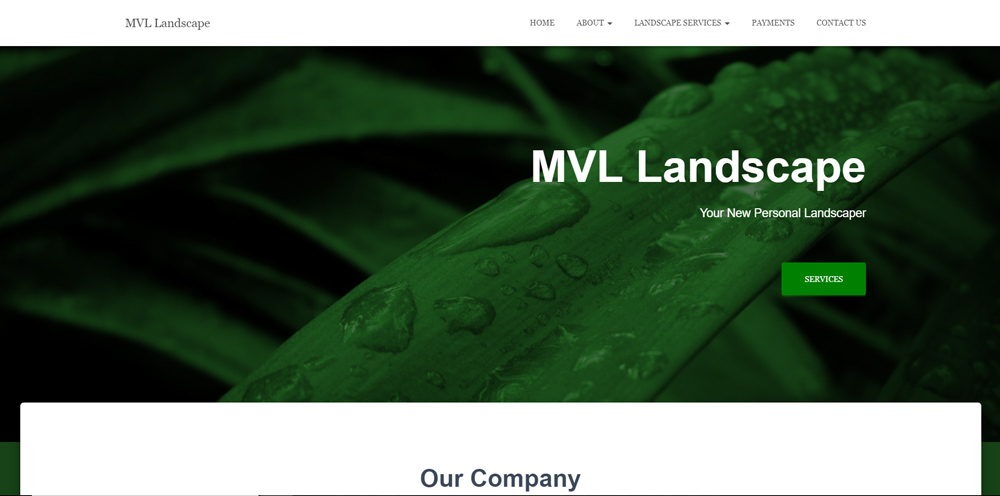 MVL Landscape
HOME ABOUT LANDSCAPE SERVICES PAYMENTS CONTACT US
MVL Landscape
Your New Personal Landscaper
SERVICES
Our Company